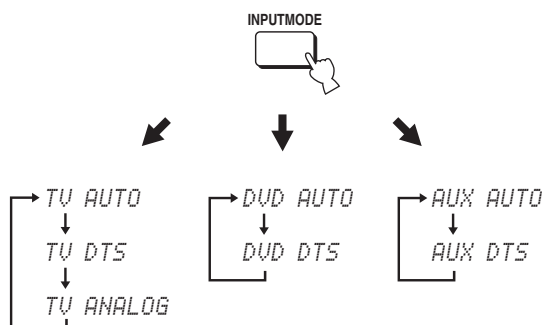 INPUTMODE
TV AUTO
TV DTS
TV ANALOG
DVD AUTO
DVD DTS
AUX AUTO
AUX DTS